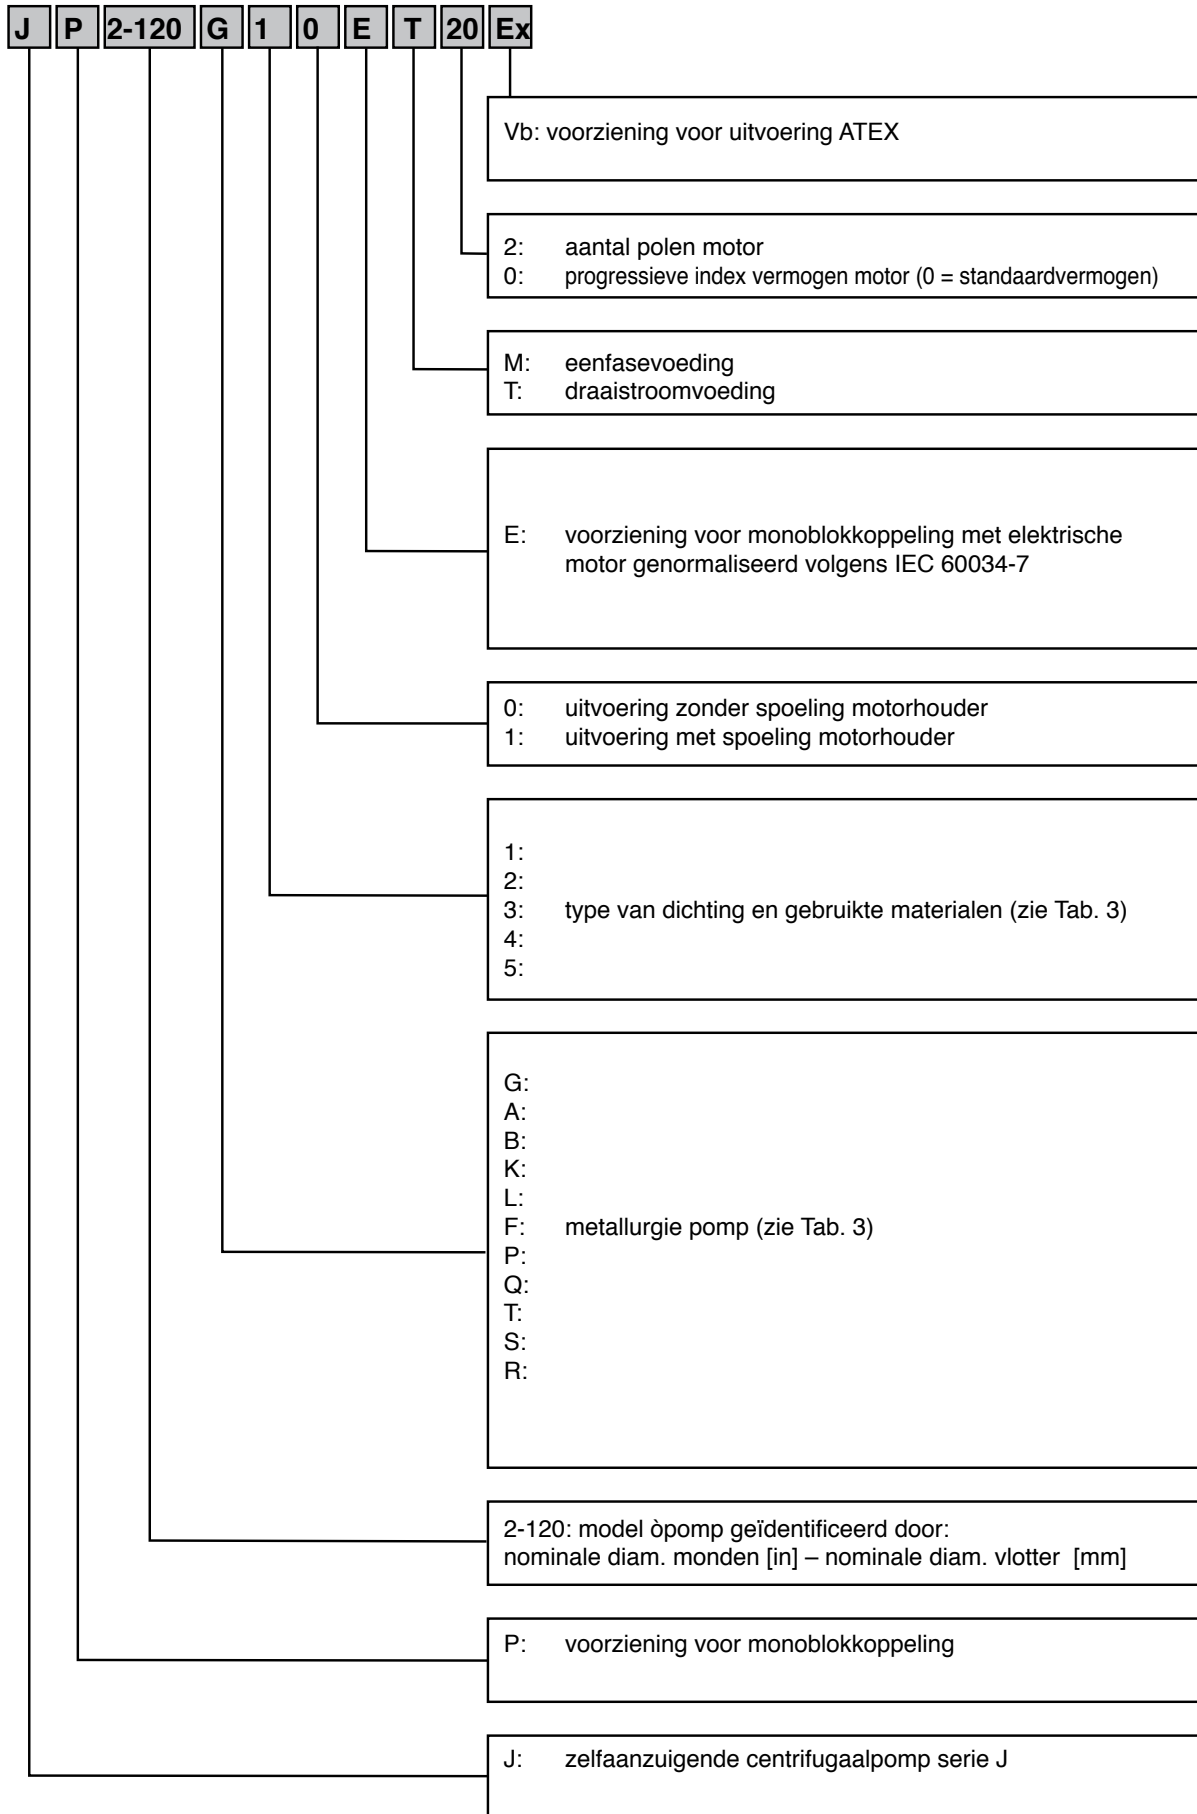 J P 2-120 G 1 0 E T 20 Ex
Vb: voorziening voor uitvoering ATEX
2: aantal polen motor
0: progressieve index vermogen motor (0 = standaardvermogen)
M: eenfasevoeding
T: draaistroomvoeding
E: voorziening voor monoblokkoppeling met elektrische
motor genormaliseerd volgens IEC 60034-7
0: uitvoering zonder spoeling motorhouder
1: uitvoering met spoeling motorhouder
1:
2:
3: type van dichting en gebruikte materialen (zie Tab. 3)
4:
5:
G:
A:
B:
K:
L:
F: metallurgie pomp (zie Tab. 3)
P:
Q:
T:
S:
R:
2-120: model òpomp geïdentificeerd door:
nominale diam. monden [in] – nominale diam. vlotter [mm]
P: voorziening voor monoblokkoppeling
J: zelfaanzuigende centrifugaalpomp serie J